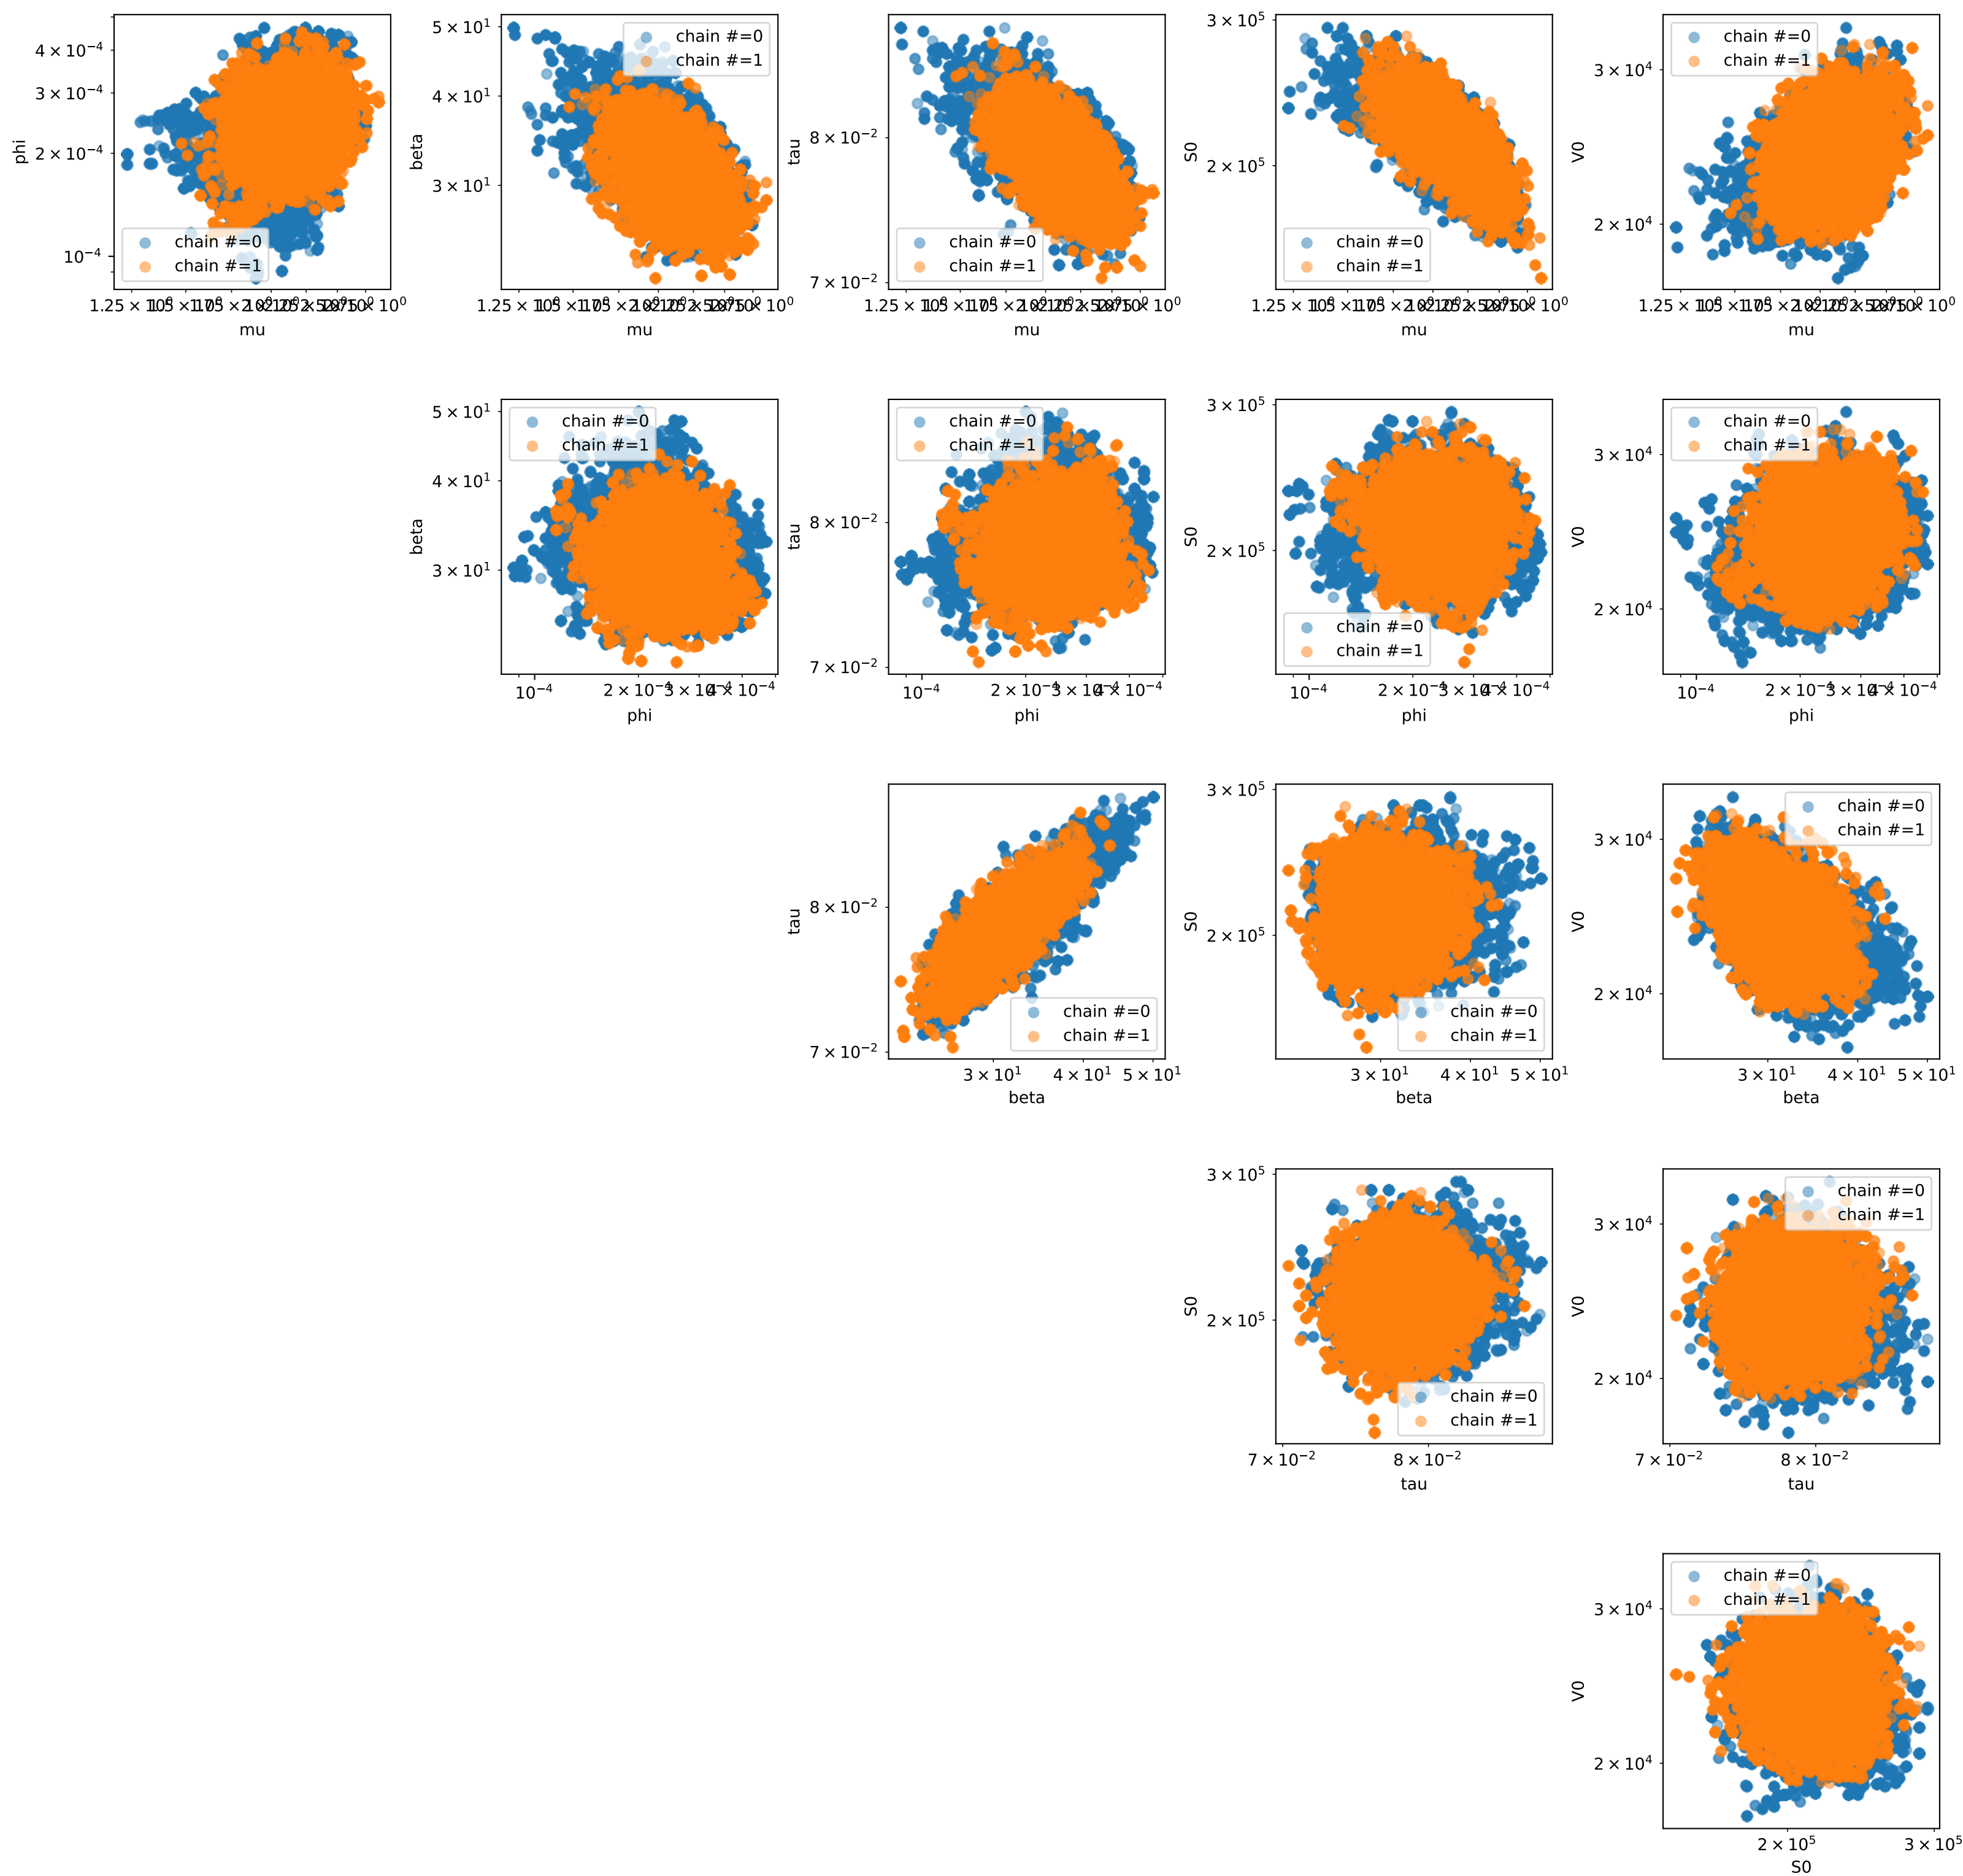 phi
4 × 10⁻⁴
3 × 10⁻⁴
2 × 10⁻⁴
10⁻⁴
chain #=0
chain #=1
mu
beta
5 × 10¹
4 × 10¹
3 × 10¹
chain #=0
chain #=1
mu
tau
8 × 10⁻²
7 × 10⁻²
chain #=0
chain #=1
mu
S0
3 × 10⁵
2 × 10⁵
chain #=0
chain #=1
mu
V0
3 × 10⁴
2 × 10⁴
chain #=0
chain #=1
mu
beta
5 × 10¹
4 × 10¹
3 × 10¹
chain #=0
chain #=1
10⁻⁴
phi
tau
8 × 10⁻²
7 × 10⁻²
chain #=0
chain #=1
10⁻⁴
phi
S0
3 × 10⁵
2 × 10⁵
chain #=0
chain #=1
10⁻⁴
phi
V0
3 × 10⁴
2 × 10⁴
chain #=0
chain #=1
10⁻⁴
phi
tau
8 × 10⁻²
7 × 10⁻²
chain #=0
chain #=1
3 × 10¹ 4 × 10¹ 5 × 10¹
beta
S0
3 × 10⁵
2 × 10⁵
chain #=0
chain #=1
3 × 10¹ 4 × 10¹ 5 × 10¹
beta
V0
3 × 10⁴
2 × 10⁴
chain #=0
chain #=1
3 × 10¹ 4 × 10¹ 5 × 10¹
beta
S0
3 × 10⁵
2 × 10⁵
chain #=0
chain #=1
7 × 10⁻² 8 × 10⁻²
tau
V0
3 × 10⁴
2 × 10⁴
chain #=0
chain #=1
7 × 10⁻² 8 × 10⁻²
tau
V0
3 × 10⁴
2 × 10⁴
chain #=0
chain #=1
2 × 10⁵ 3 × 10⁵
S0